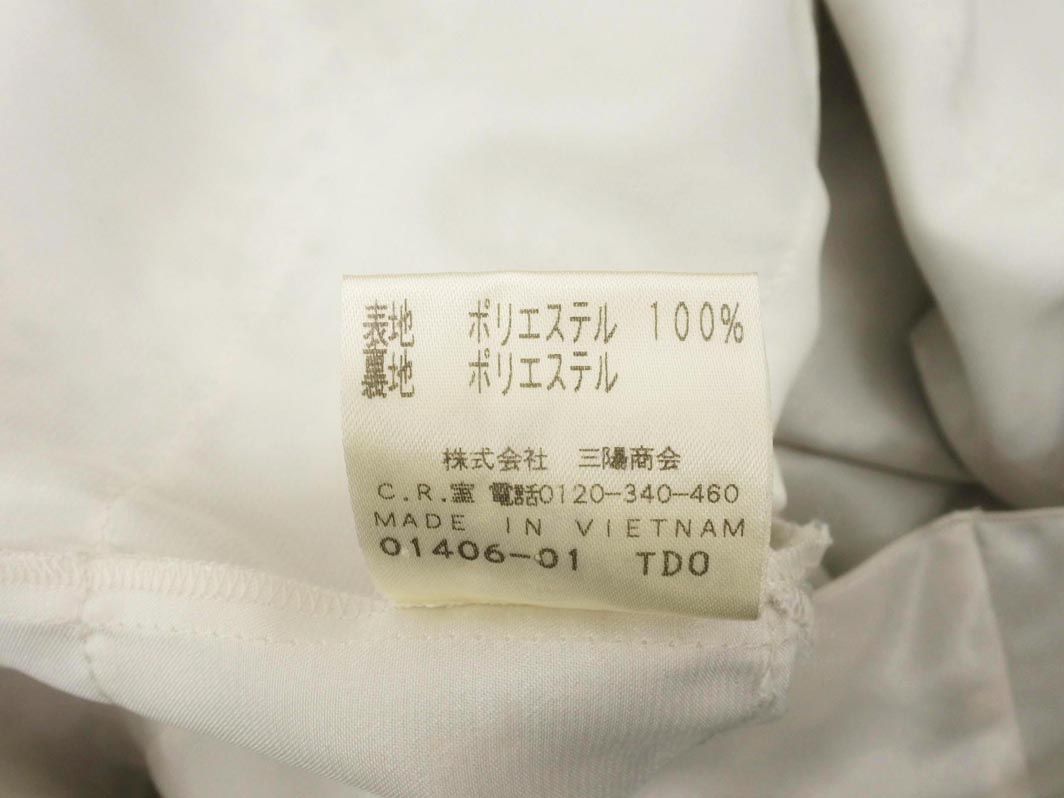 表地 ポリエステル 100%
裏地 ポリエステル
株式会社 三陽商会
C.R.室 電話0120-340-460
MADE IN VIETNAM
01406-01 TDO